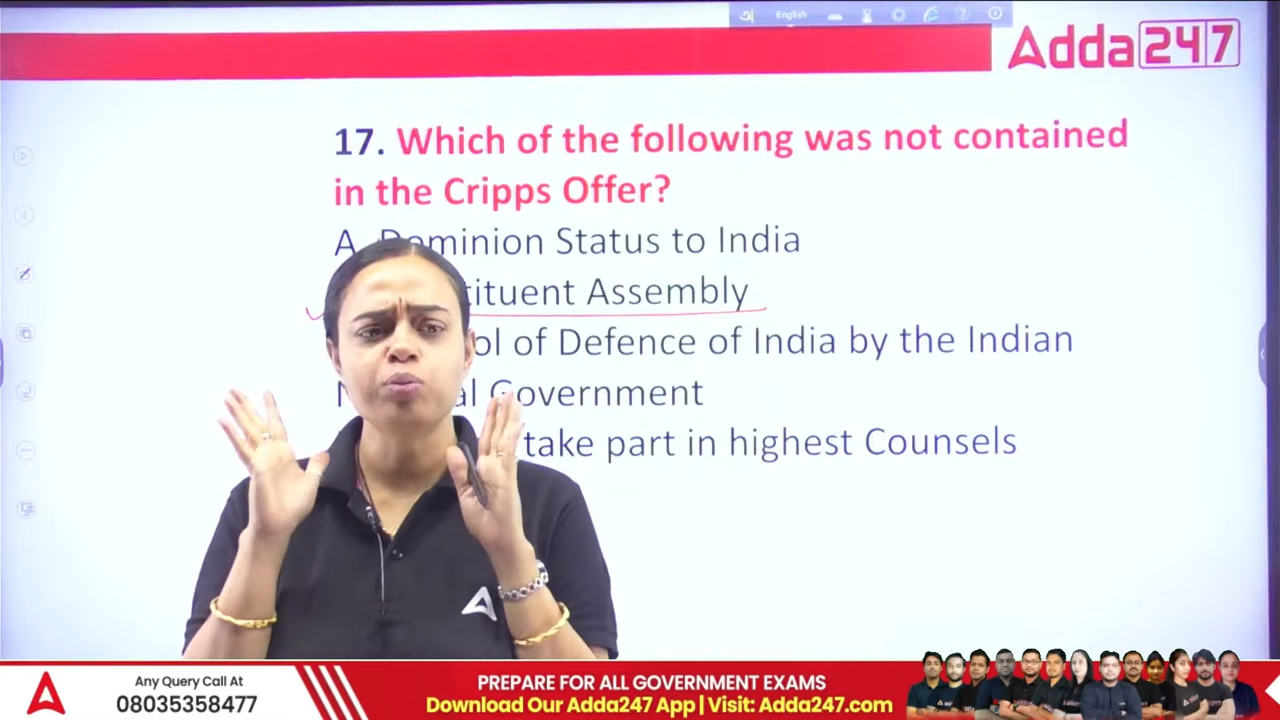 English
Adda247
17. Which of the following was not contained
in the Cripps Offer?
A. Dominion Status to India
tituent Assembly
ol of Defence of India by the Indian
al Government
take part in highest Counsels
Any Query Call At
08035358477
PREPARE FOR ALL GOVERNMENT EXAMS
Download Our Adda247 App | Visit: Adda247.com